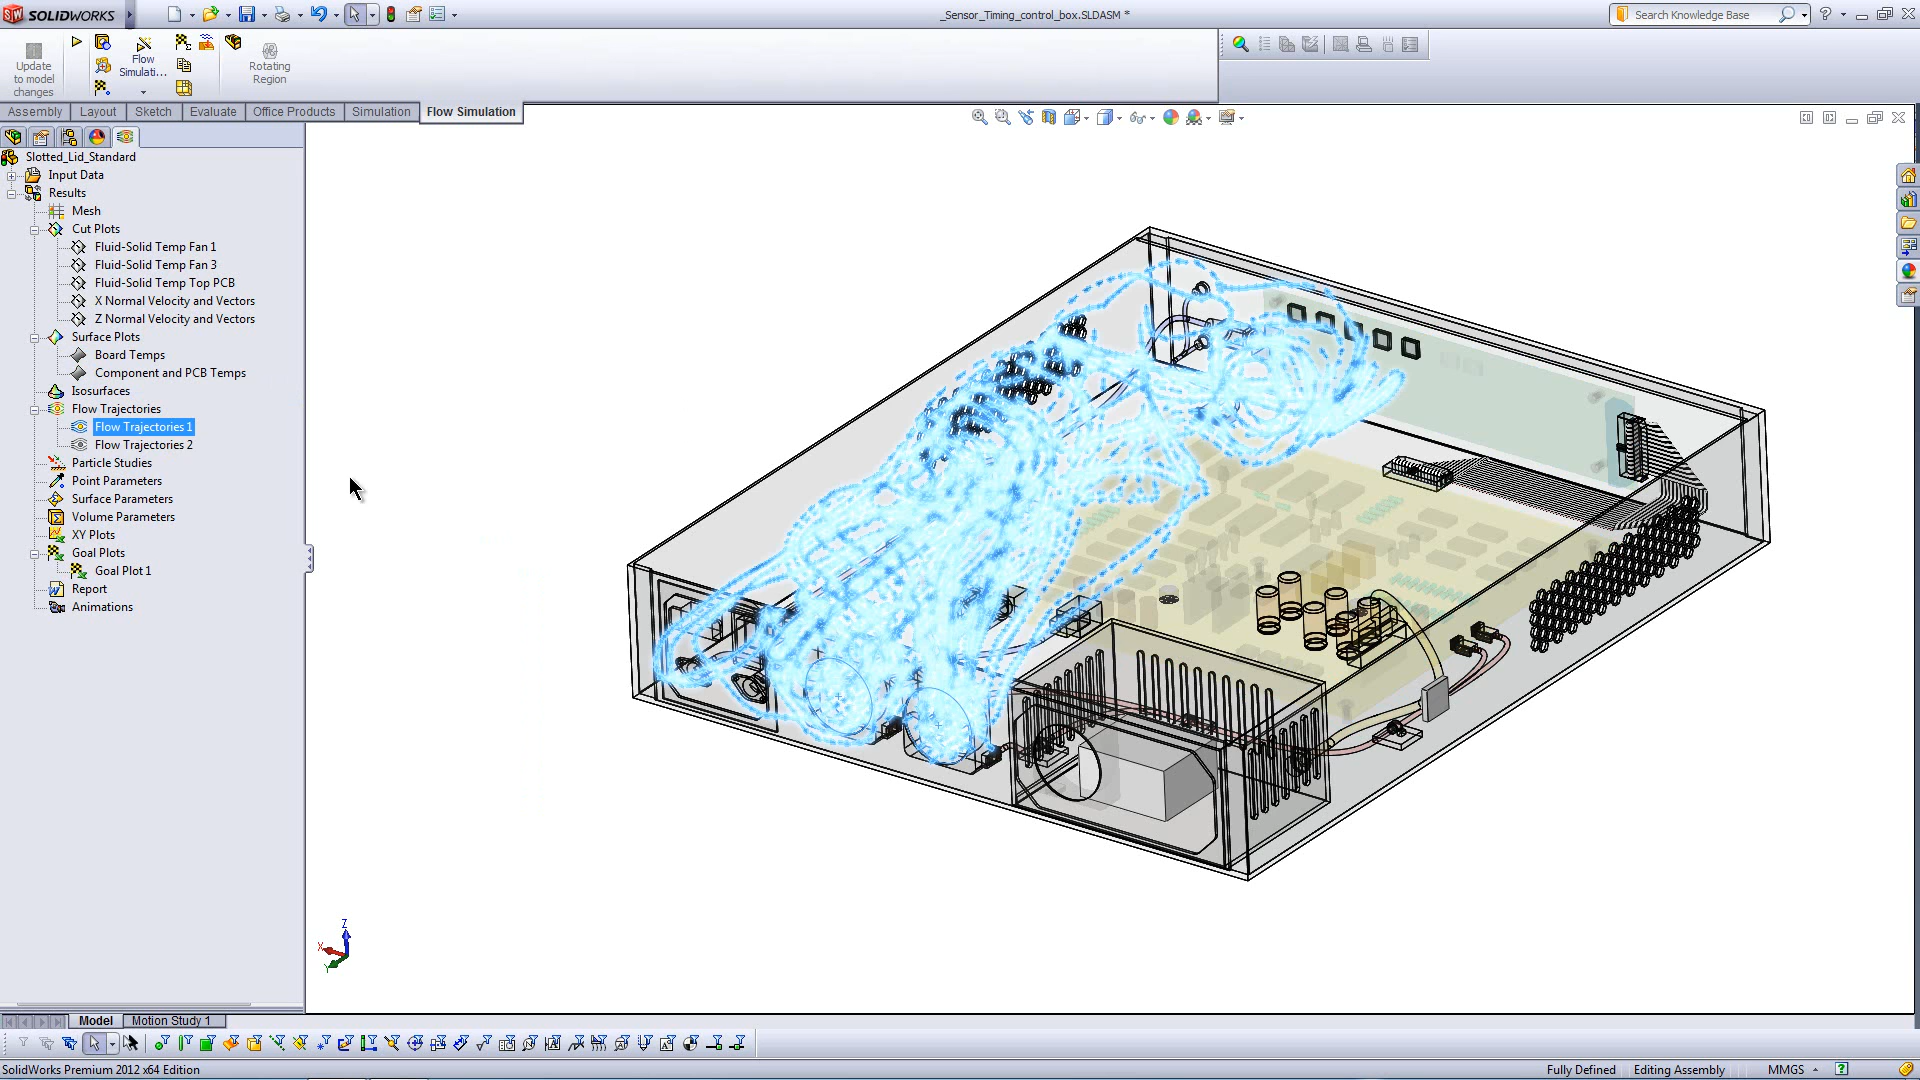 SOLIDWORKS
_Sensor_Timing_control_box.SLDASM *
Search Knowledge Base
Update
to model
changes
Flow
Simulati...
Rotating
Region
Assembly
Layout
Sketch
Evaluate
Office Products
Simulation
Flow Simulation
Slotted_Lid_Standard
Input Data
Results
Mesh
Cut Plots
Fluid-Solid Temp Fan 1
Fluid-Solid Temp Fan 3
Fluid-Solid Temp Top PCB
X Normal Velocity and Vectors
Z Normal Velocity and Vectors
Surface Plots
Board Temps
Component and PCB Temps
Isosurfaces
Flow Trajectories
Flow Trajectories 1
Flow Trajectories 2
Particle Studies
Point Parameters
Surface Parameters
Volume Parameters
XY Plots
Goal Plots
Goal Plot 1
Report
Animations
Z
X
Y
Model
Motion Study 1
SolidWorks Premium 2012 x64 Edition
Fully Defined
Editing Assembly
MMGS